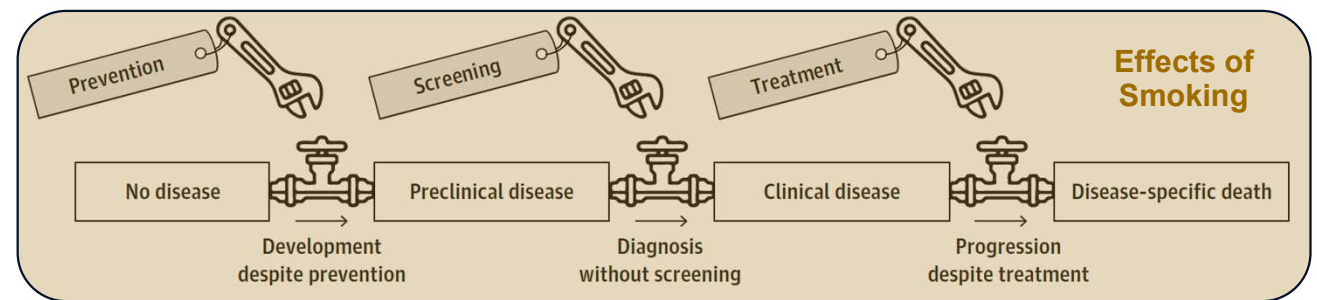 Prevention
Screening
Treatment
Effects of
Smoking
No disease
Preclinical disease
Clinical disease
Disease-specific death
Development
despite prevention
Diagnosis
without screening
Progression
despite treatment